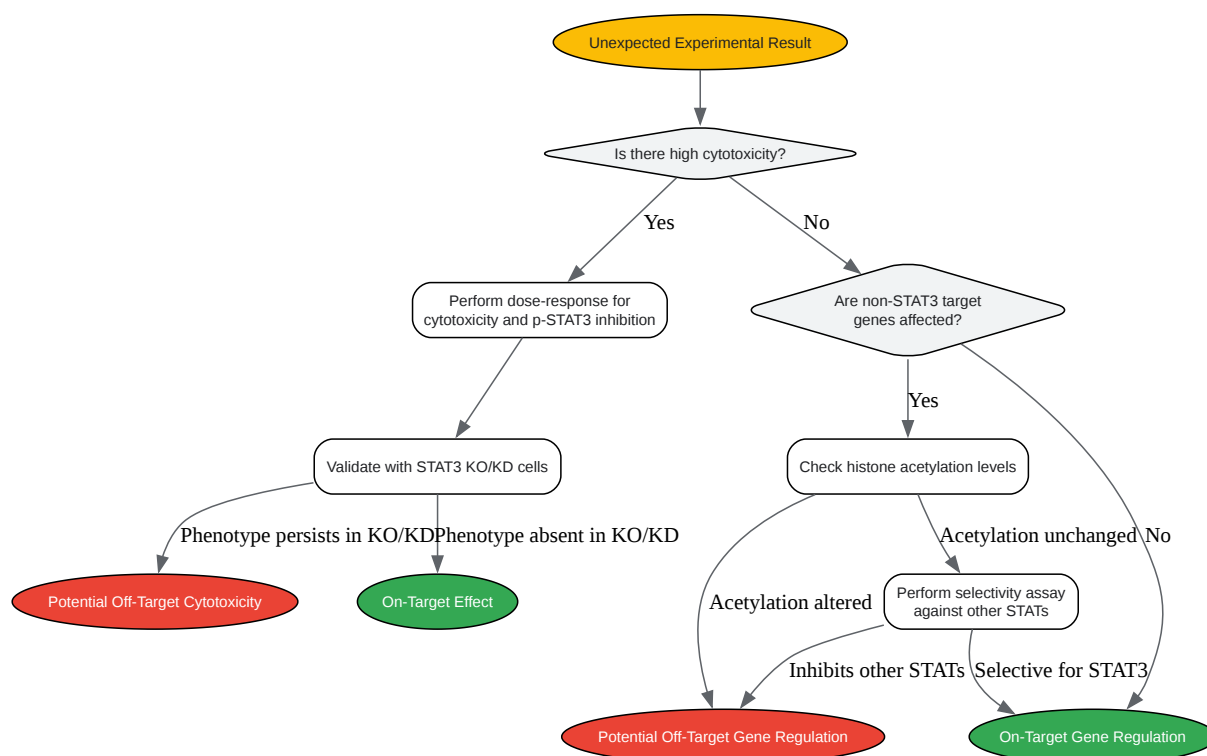 Unexpected Experimental Result
Is there high cytotoxicity?
Yes
No
Perform dose-response for
cytotoxicity and p-STAT3 inhibition
Are non-STAT3 target
genes affected?
Yes
Validate with STAT3 KO/KD cells
Check histone acetylation levels
Phenotype persists in KO/KD
Phenotype absent in KO/KD
Acetylation unchanged
No
Potential Off-Target Cytotoxicity
On-Target Effect
Acetylation altered
Perform selectivity assay
against other STATs
Inhibits other STATs
Selective for STAT3
Potential Off-Target Gene Regulation
On-Target Gene Regulation